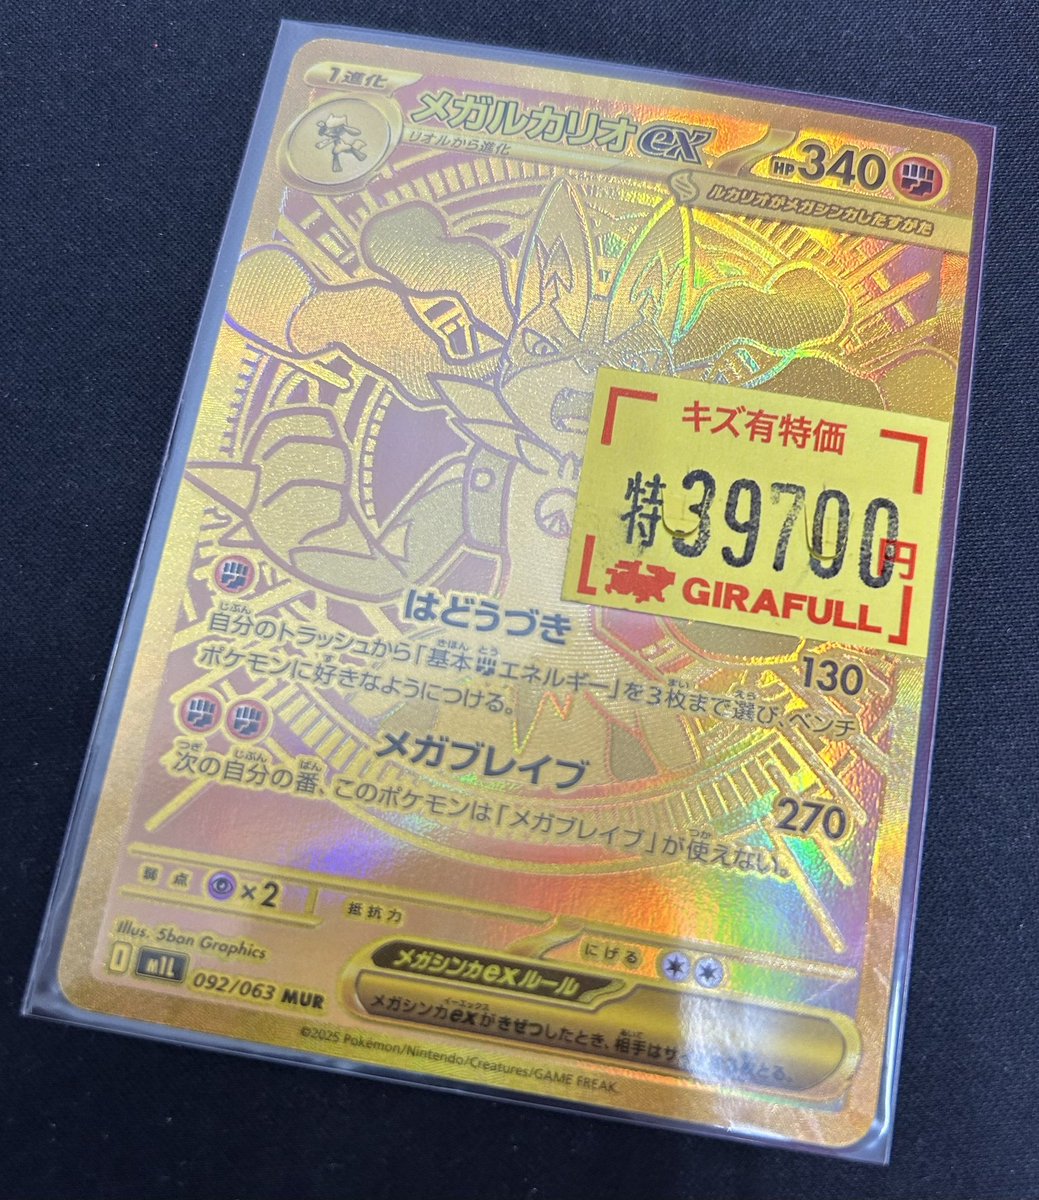 1進化
メガルカリオex
HP340
リオルから進化
ルカリオがメガシンカしたすがた
キズ有特価
特39700円
GIRAFULL
はどうづき 130
自分のトラッシュから「基本エネルギー」を3枚まで選び、ベンチ
ポケモンに好きなようにつける。
メガブレイブ 270
次の自分の番、このポケモンは「メガブレイブ」が使えない。
弱点 ×2 抵抗力 にげる
Illus. 5ban Graphics
I m1L 092/063 MUR
メガシンカexルール
メガシンカexがきぜつしたとき、相手はサイドを3枚とる。
©2025 Pokémon/Nintendo/Creatures/GAME FREAK.